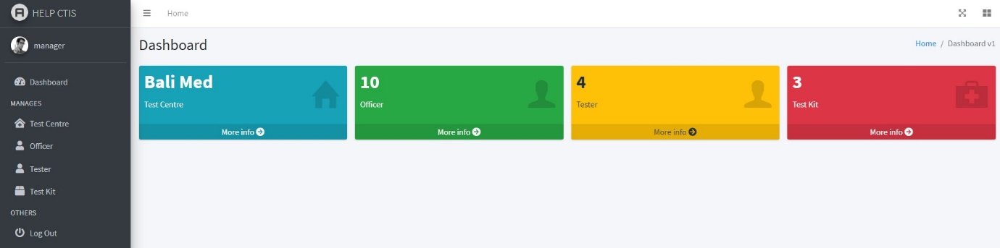 HELP CTIS
manager
Dashboard
MANAGES
Test Centre
Officer
Tester
Test Kit
OTHERS
Log Out
Home
Dashboard
Home / Dashboard v1
Bali Med
Test Centre
More info
10
Officer
More info
4
Tester
More info
3
Test Kit
More info